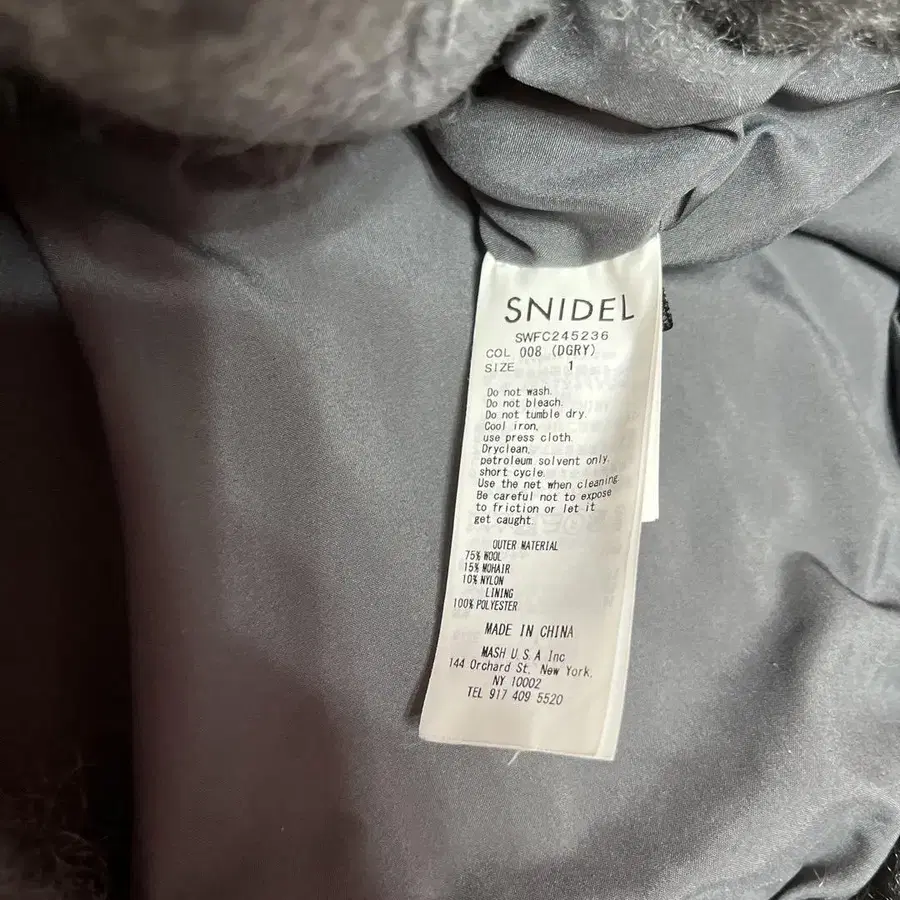 SNIDEL
SWFC245236
COL 008 (DGRY)
SIZE 1
Do not wash.
Do not bleach.
Do not tumble dry.
Cool iron,
use press cloth.
Dryclean,
petroleum solvent only.
short cycle.
Use the net when cleaning.
Be careful not to expose
to friction or let it
get caught.
OUTER MATERIAL
75% WOOL
15% MOHAIR
10% NYLON
LINING
100% POLYESTER
MADE IN CHINA
MASH U S A Inc
144 Orchard St, New York,
NY 10002
TEL 917 409 5520